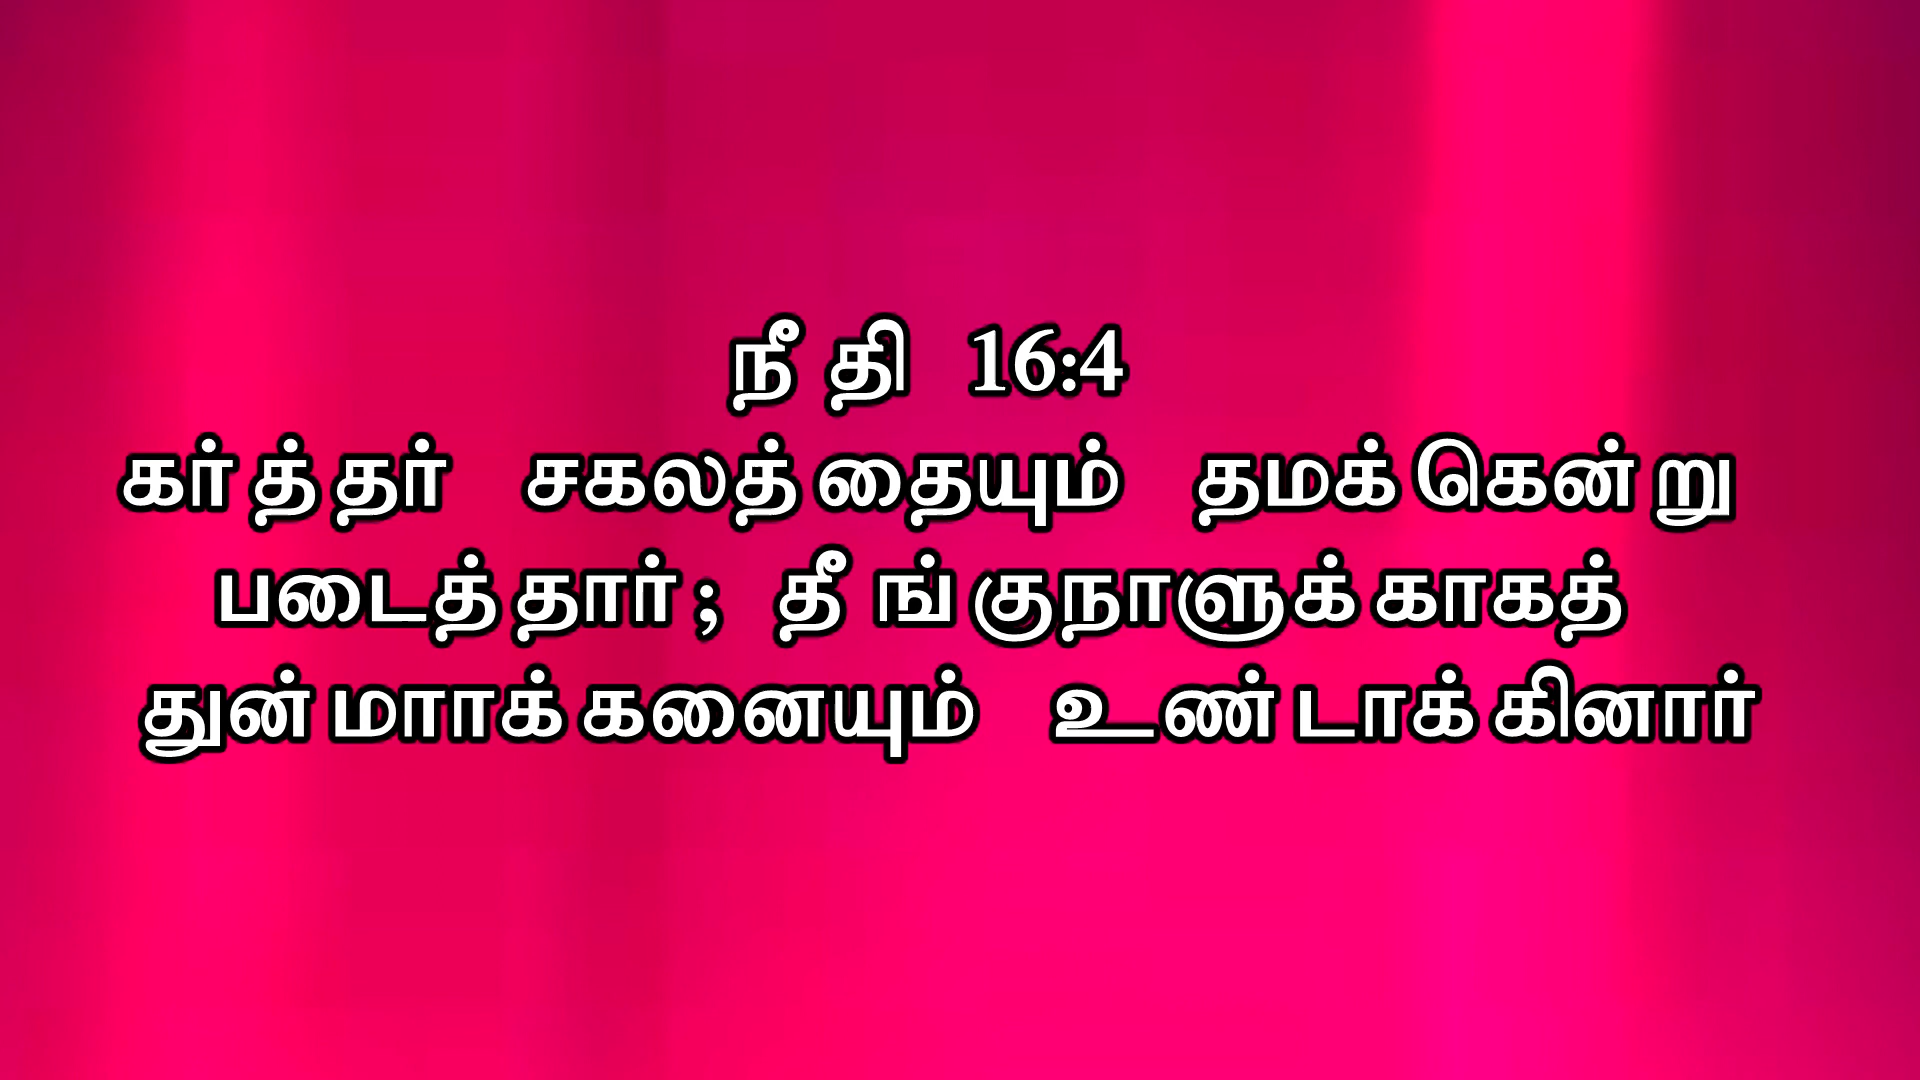 நீதி 16:4
கர்த்தர் சகலத்தையும் தமக்கென்று
படைத்தார்; தீங்குநாளுக்காகத்
துன்மாாக்கனையும் உண்டாக்கினார்